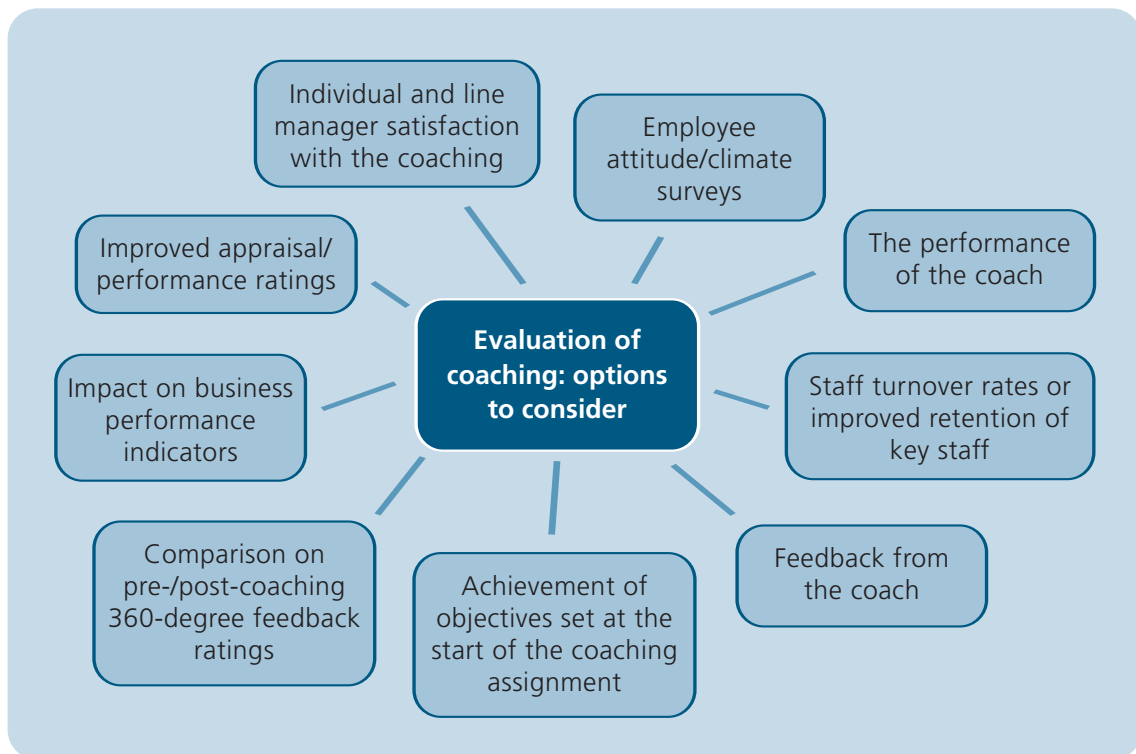 Individual and line
manager satisfaction
with the coaching
Employee
attitude/climate
surveys
Improved appraisal/
performance ratings
The performance
of the coach
Evaluation of
coaching: options
to consider
Impact on business
performance
indicators
Staff turnover rates or
improved retention of
key staff
Comparison on
pre-/post-coaching
360-degree feedback
ratings
Achievement of
objectives set at the
start of the coaching
assignment
Feedback from
the coach